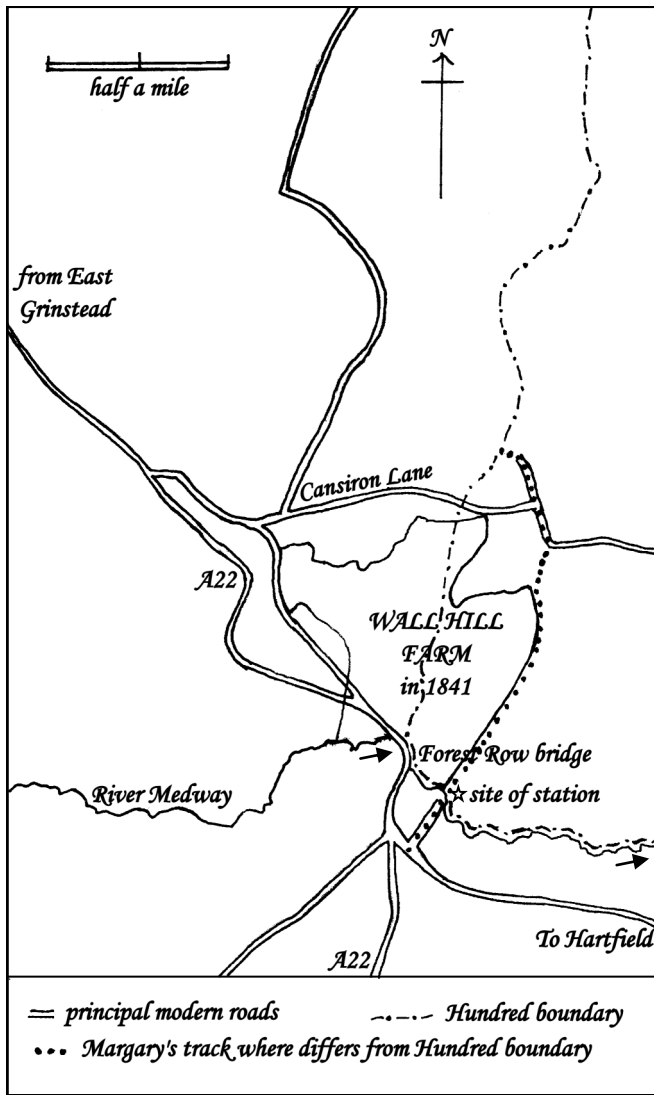 half a mile
N
from East
Grinstead
Cansiron Lane
A22
WALL HILL
FARM
in 1841
Forest Row bridge
River Medway
site of station
To Hartfield
A22
principal modern roads
Hundred boundary
Margary's track where differs from Hundred boundary